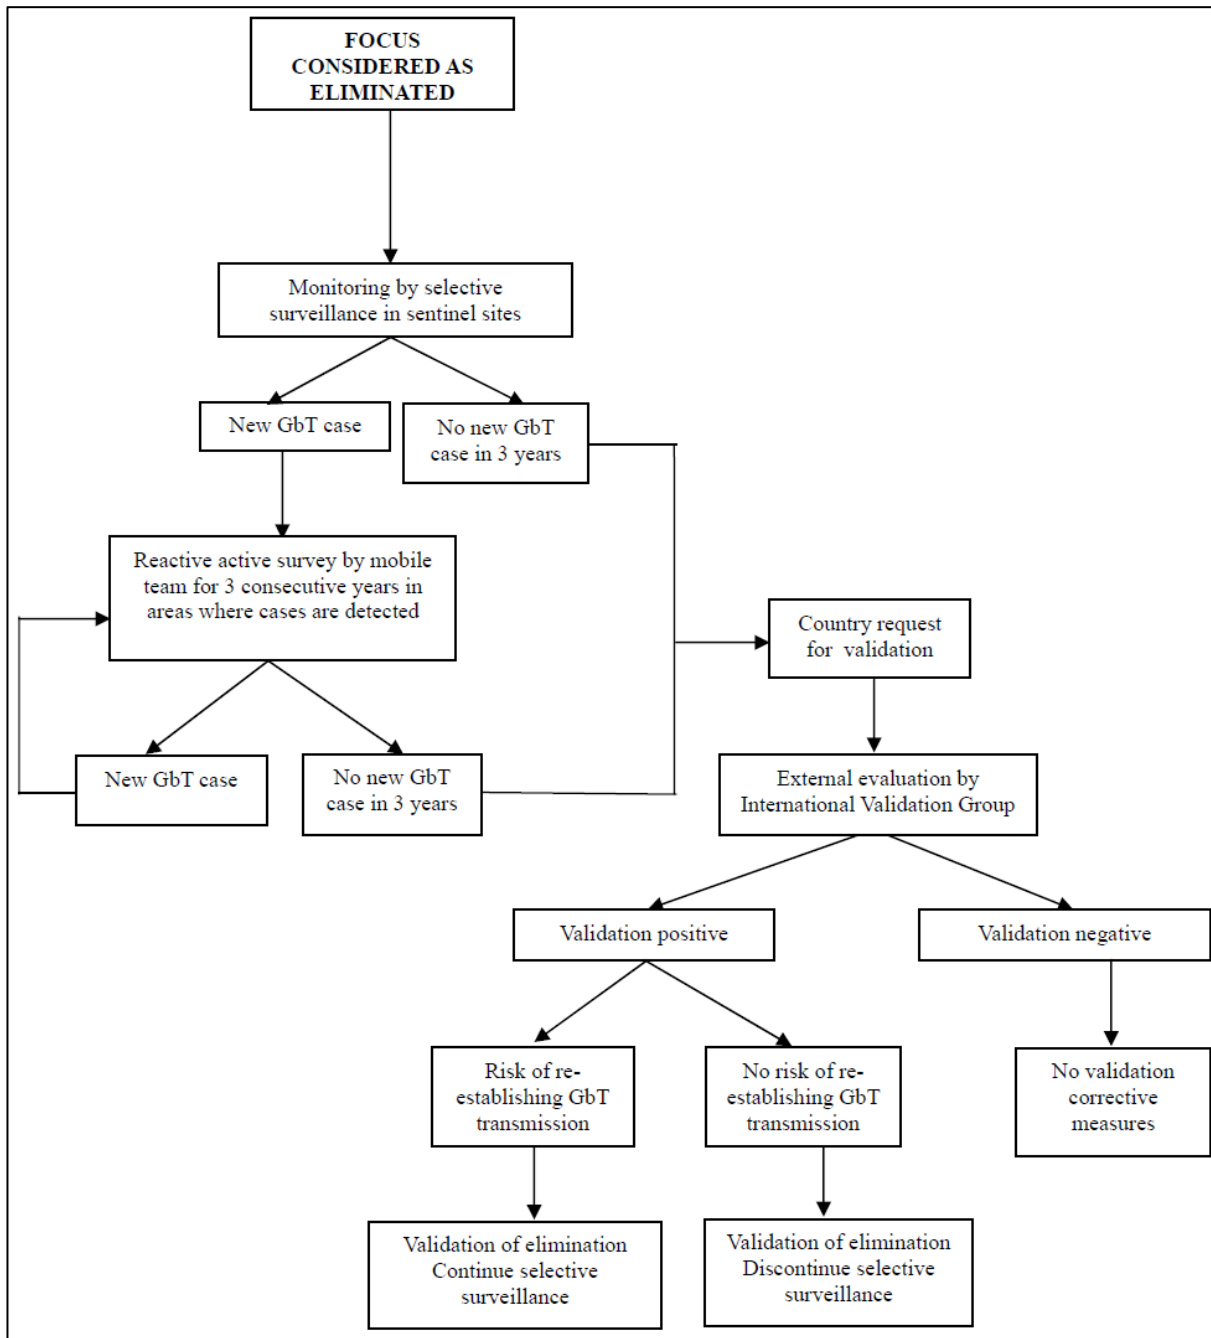 FOCUS
CONSIDERED AS
ELIMINATED
Monitoring by selective
surveillance in sentinel sites
New GbT case
No new GbT
case in 3 years
Reactive active survey by mobile
team for 3 consecutive years in
areas where cases are detected
Country request
for validation
New GbT case
No new GbT
case in 3 years
External evaluation by
International Validation Group
Validation positive
Validation negative
Risk of re-
establishing GbT
transmission
No risk of re-
establishing GbT
transmission
No validation
corrective
measures
Validation of elimination
Continue selective
surveillance
Validation of elimination
Discontinue selective
surveillance